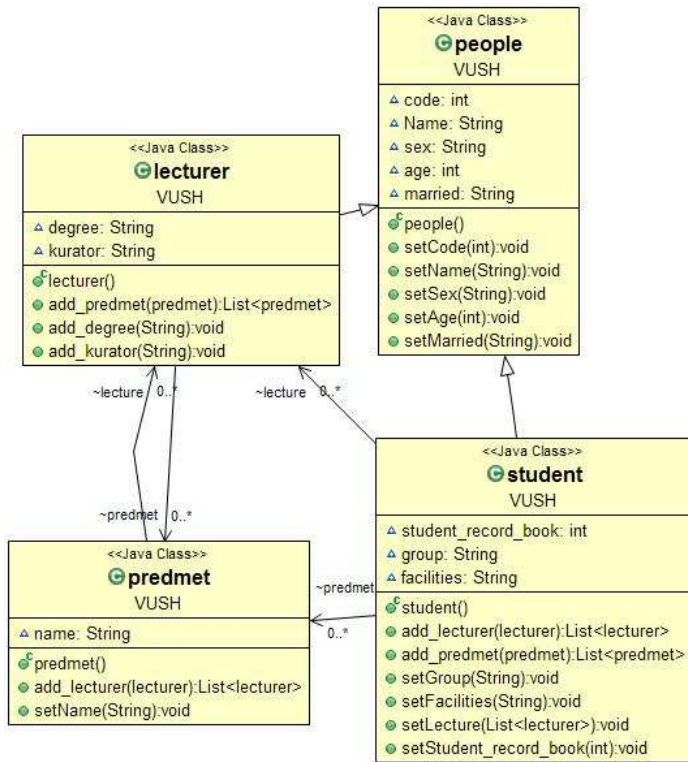 <<Java Class>>
people
VUSH
code: int
Name: String
sex: String
age: int
married: String
people()
setCode(int):void
setName(String):void
setSex(String):void
setAge(int):void
setMarried(String):void
<<Java Class>>
lecturer
VUSH
degree: String
kurator: String
lecturer()
add_predmet(predmet):List<predmet>
add_degree(String):void
add_kurator(String):void
~lecture 0..*
~lecture 0..*
~predmet 0..*
<<Java Class>>
predmet
VUSH
name: String
predmet()
add_lecturer(lecturer):List<lecturer>
setName(String):void
~predmet
0..*
<<Java Class>>
student
VUSH
student_record_book: int
group: String
facilities: String
student()
add_lecturer(lecturer):List<lecturer>
add_predmet(predmet):List<predmet>
setGroup(String):void
setFacilities(String):void
setLecture(List<lecturer>):void
setStudent_record_book(int):void